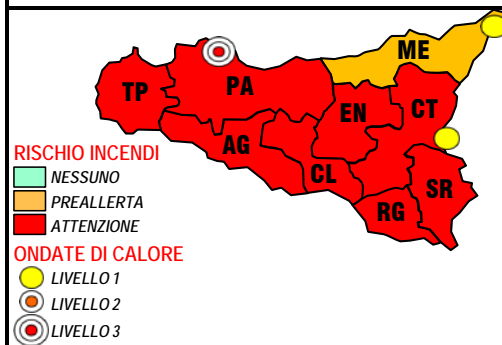 ME
TP
PA
EN
CT
AG
CL
SR
RG
RISCHIO INCENDI
NESSUNO
PREALLERTA
ATTENZIONE
ONDATE DI CALORE
LIVELLO 1
LIVELLO 2
LIVELLO 3